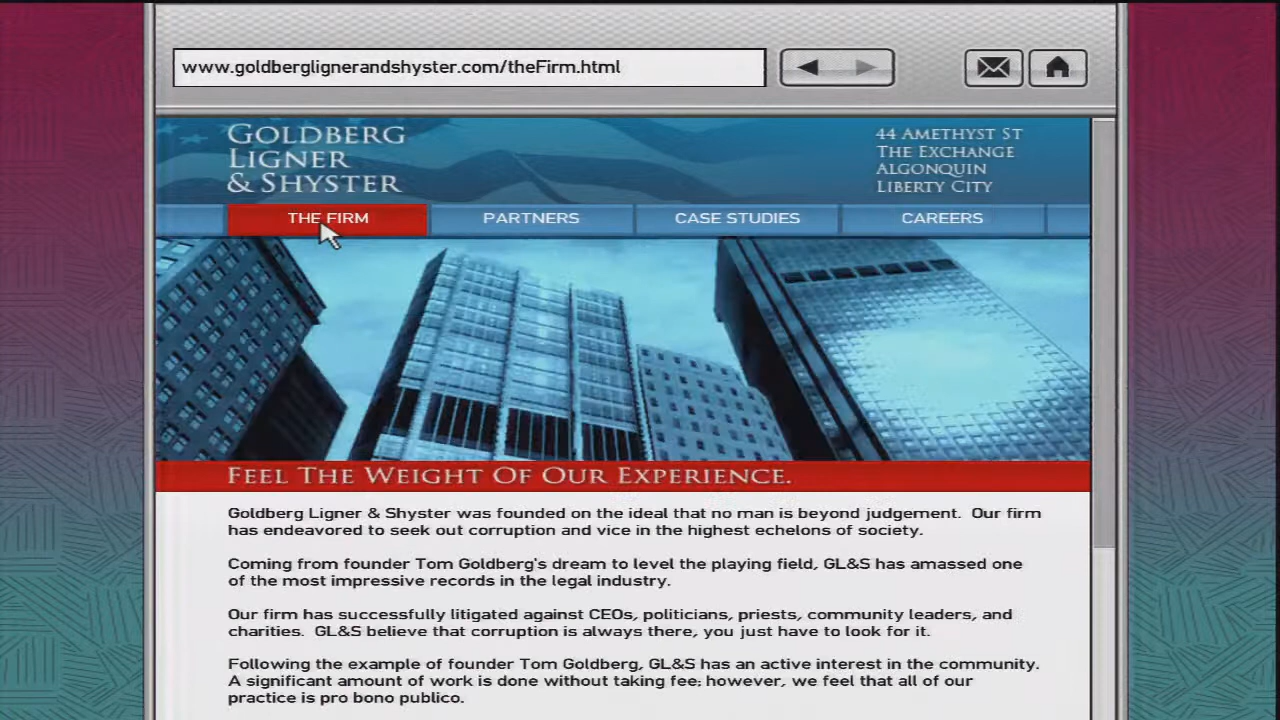 www.goldberglignerandshyster.com/theFirm.html
GOLDBERG
LIGNER
& SHYSTER
44 AMETHYST ST
THE EXCHANGE
ALGONQUIN
LIBERTY CITY
THE FIRM
PARTNERS
CASE STUDIES
CAREERS
FEEL THE WEIGHT OF OUR EXPERIENCE.
Goldberg Ligner & Shyster was founded on the ideal that no man is beyond judgement. Our firm
has endeavored to seek out corruption and vice in the highest echelons of society.
Coming from founder Tom Goldberg's dream to level the playing field, GL&S has amassed one
of the most impressive records in the legal industry.
Our firm has successfully litigated against CEOs, politicians, priests, community leaders, and
charities. GL&S believe that corruption is always there, you just have to look for it.
Following the example of founder Tom Goldberg, GL&S has an active interest in the community.
A significant amount of work is done without taking fee; however, we feel that all of our
practice is pro bono publico.